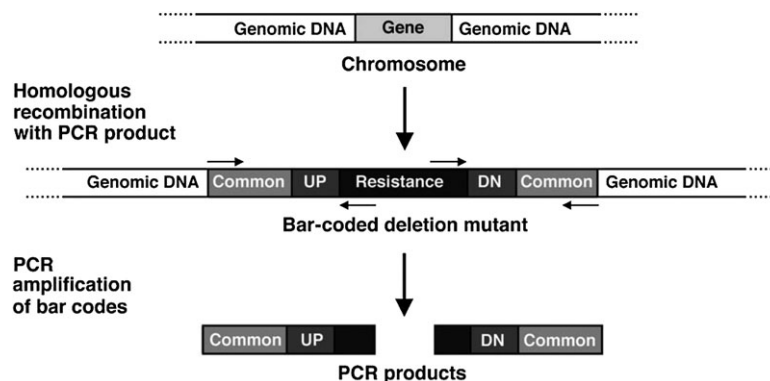 Genomic DNA Gene Genomic DNA
Chromosome
Homologous
recombination
with PCR product
Genomic DNA Common UP Resistance DN Common Genomic DNA
Bar-coded deletion mutant
PCR
amplification
of bar codes
Common UP DN Common
PCR products